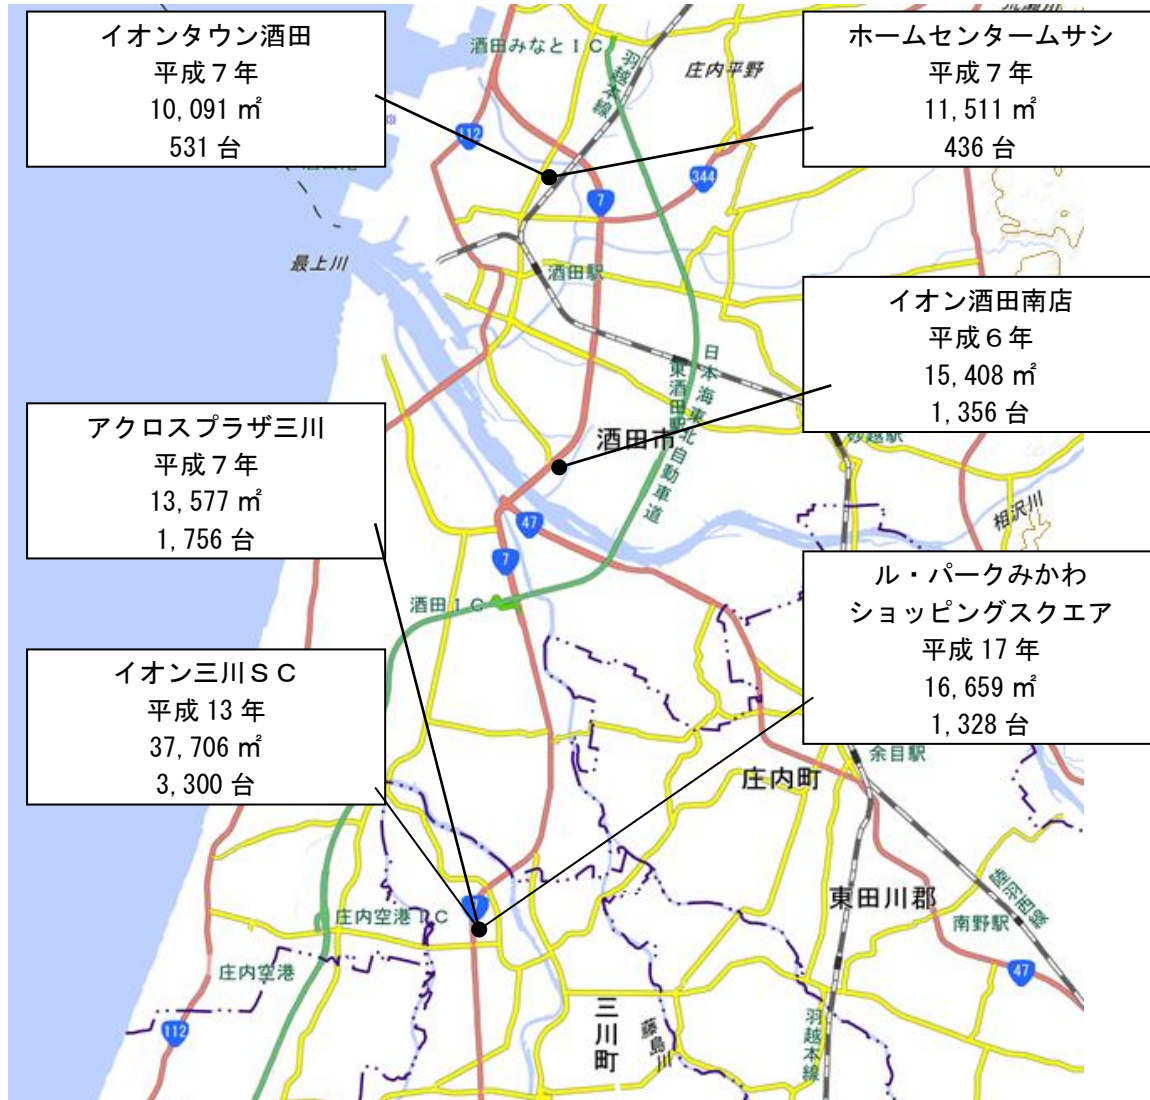 イオンタウン酒田
平成７年
10,091 ㎡
531 台
ホームセンタームサシ
平成７年
11,511 ㎡
436 台
酒田みなとＩＣ
羽越本線
庄内平野
112
344
7
最上川
酒田駅
イオン酒田南店
平成６年
15,408 ㎡
1,356 台
日本海東北自動車道
東酒田駅
アクロスプラザ三川
平成７年
13,577 ㎡
1,756 台
酒田市
砂越駅
相沢川
47
7
酒田ＩＣ
ル・パークみかわ
ショッピングスクエア
平成 17 年
16,659 ㎡
1,328 台
イオン三川ＳＣ
平成 13 年
37,706 ㎡
3,300 台
余目駅
庄内町
東田川郡
陸羽西線
南野駅
庄内空港ＩＣ
庄内空港
47
112
三川町
藤島川
羽越本線